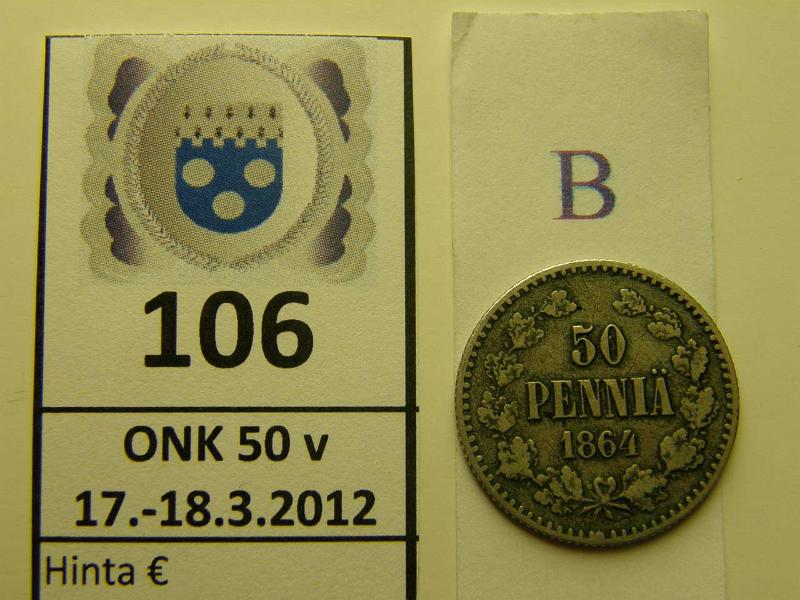 106
ONK 50 v
17.-18.3.2012
Hinta €
B
50
PENNIÄ
1864